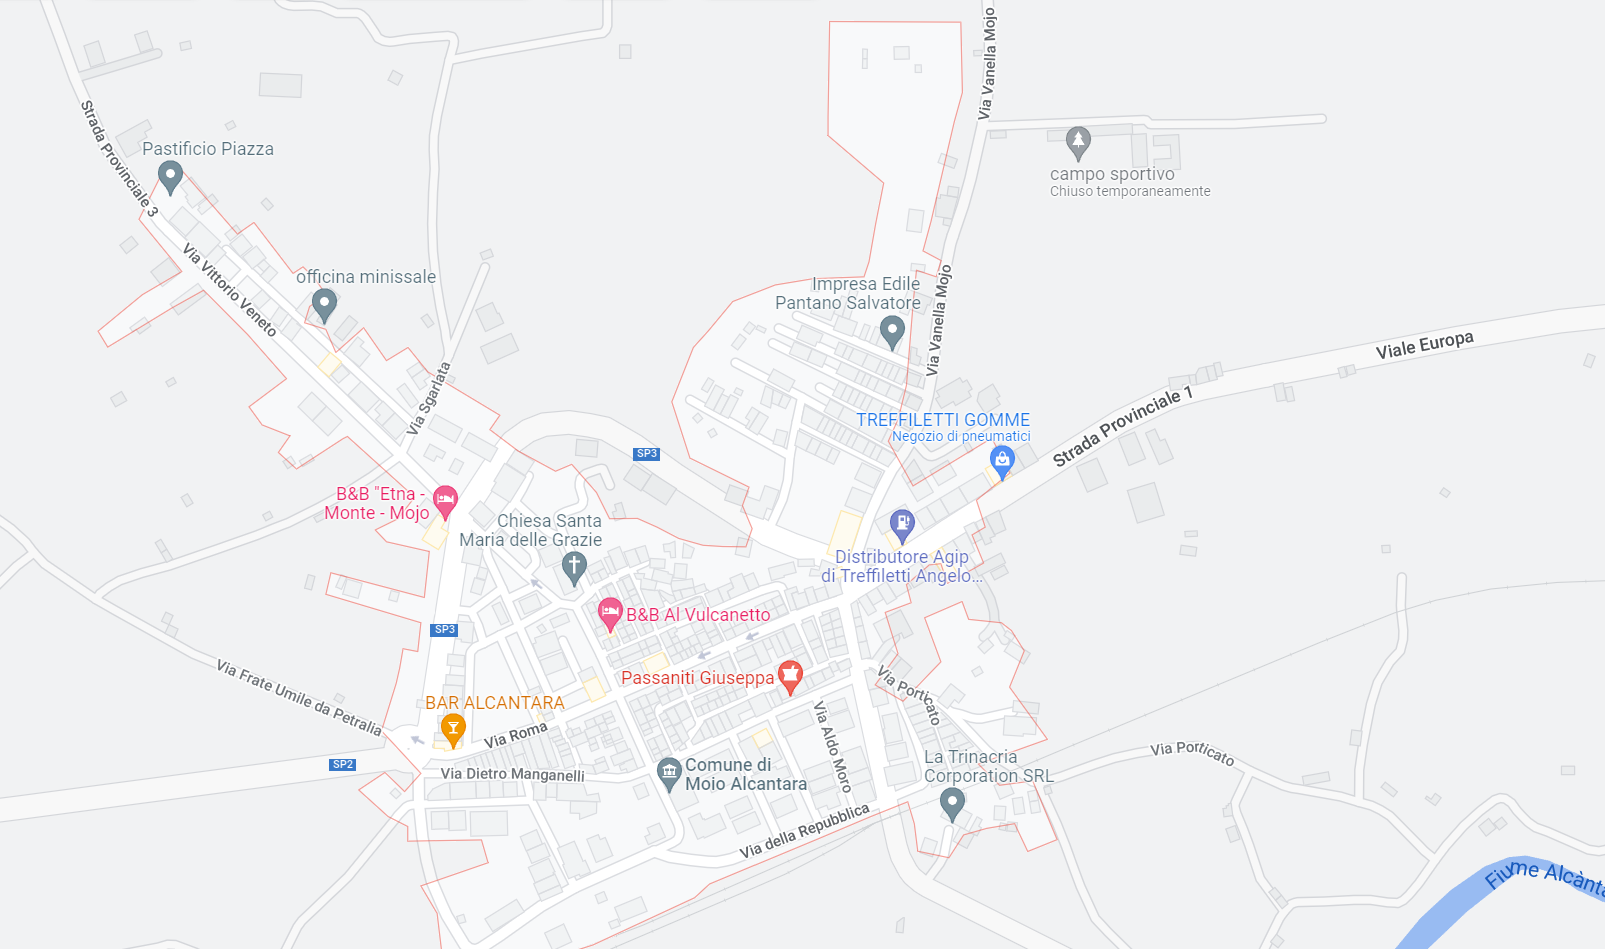 Via Vanella Mojo
Strada Provinciale 3
Pastificio Piazza
campo sportivo
Chiuso temporaneamente
Via Vittorio Veneto
officina minissale
Impresa Edile
Pantano Salvatore
Via Vanella Mojo
Viale Europa
Via Sgarlata
Strada Provinciale 1
TREFFILETTI GOMME
Negozio di pneumatici
SP3
B&B "Etna -
Monte - Mojo
Chiesa Santa
Maria delle Grazie
Distributore Agip
di Treffiletti Angelo...
B&B Al Vulcanetto
SP3
Via Frate Umile da Petralia
Passaniti Giuseppa
Via Porticato
BAR ALCANTARA
Via Roma
Via Aldo Moro
SP2
Via Dietro Manganelli
Comune di
Moio Alcantara
La Trinacria
Corporation SRL
Via Porticato
Via della Repubblica
Fiume Alcànta